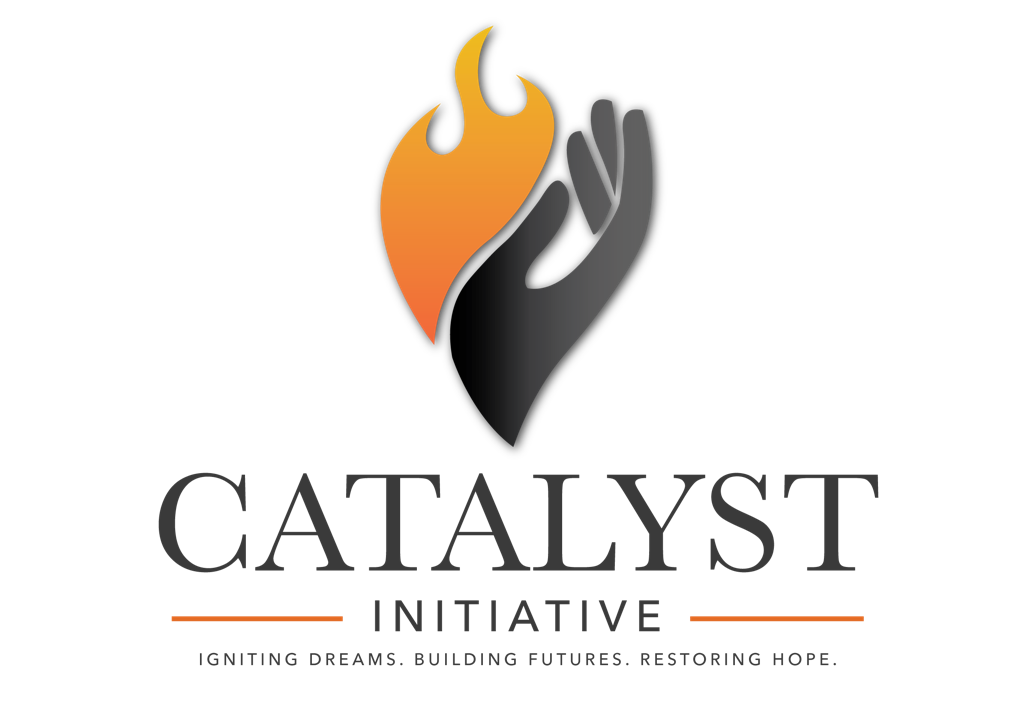 CATALYST
INITIATIVE
IGNITING DREAMS. BUILDING FUTURES. RESTORING HOPE.